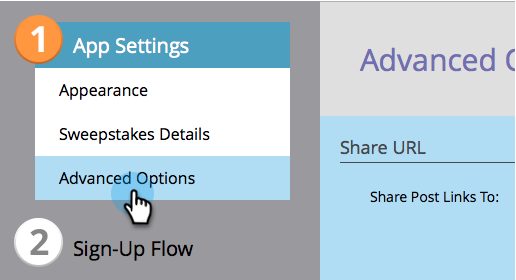 1 App Settings
Appearance
Sweepstakes Details
Advanced Options
2 Sign-Up Flow
Advanced
Share URL
Share Post Links To: